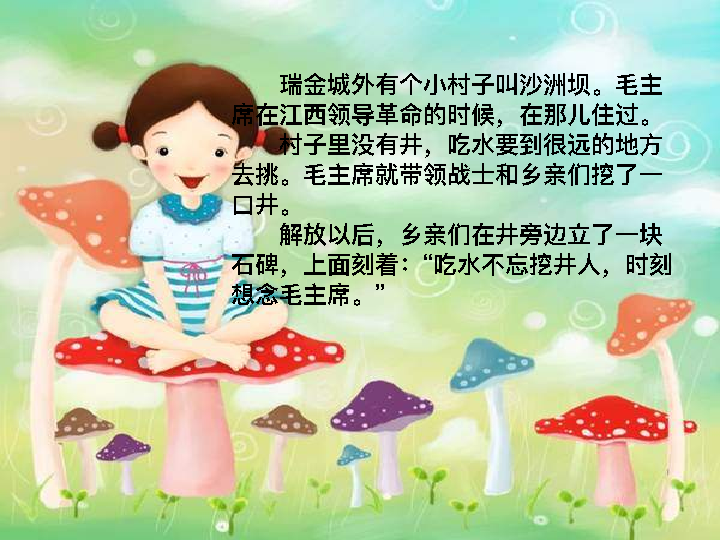 瑞金城外有个小村子叫沙洲坝。毛主
席在江西领导革命的时候，在那儿住过。
村子里没有井，吃水要到很远的地方
去挑。毛主席就带领战士和乡亲们挖了一
口井。
解放以后，乡亲们在井旁边立了一块
石碑，上面刻着：“吃水不忘挖井人，时刻
想念毛主席。”